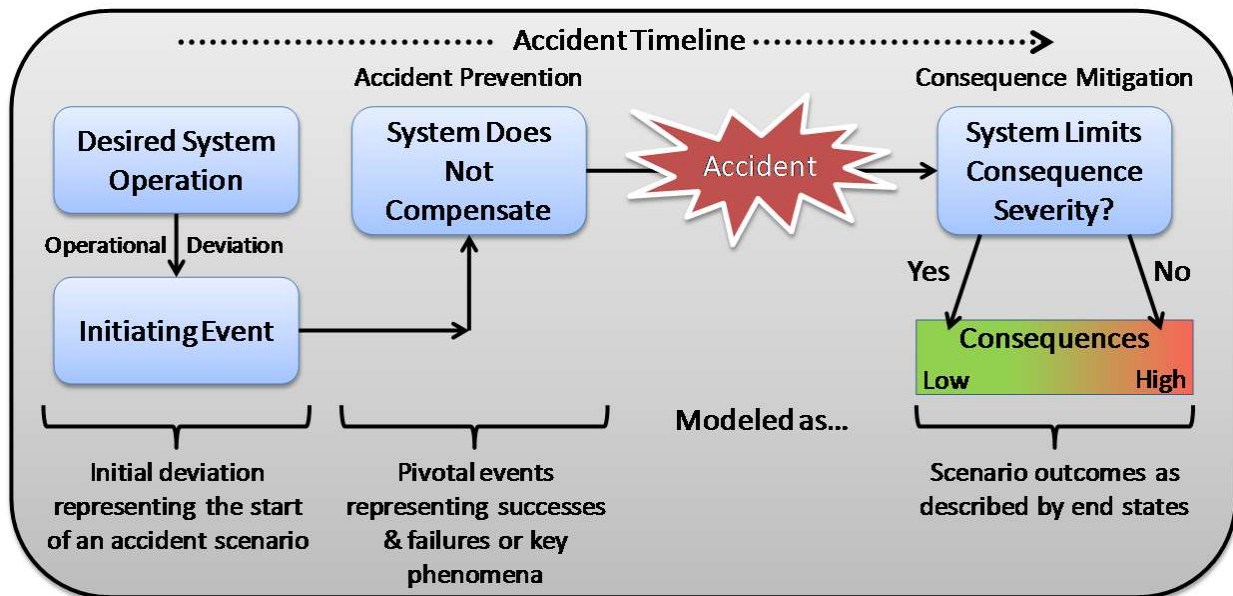 Accident Timeline
Accident Prevention
Consequence Mitigation
Desired System
Operation
System Does
Not
Compensate
Accident
System Limits
Consequence
Severity?
Operational Deviation
Yes
No
Initiating Event
Consequences
Low
High
Modeled as...
Initial deviation
representing the start
of an accident scenario
Pivotal events
representing successes
& failures or key
phenomena
Scenario outcomes as
described by end states